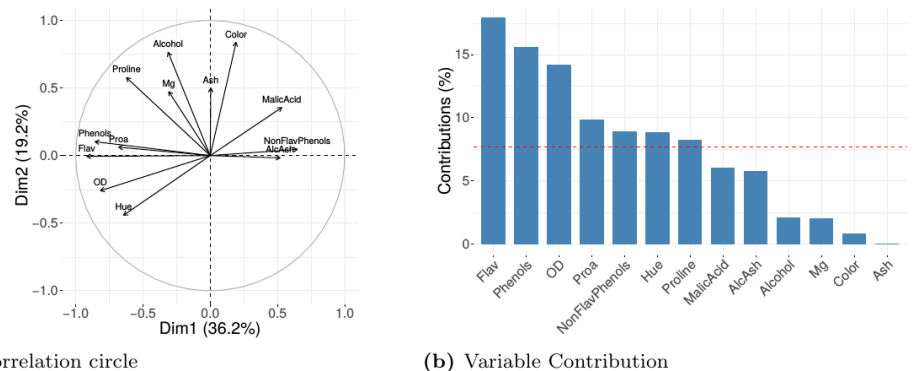 1.0
0.5
0.0
−0.5
−1.0
Dim2 (19.2%)
Color
Alcohol
Proline
Mg
Ash
MalicAcid
Phenols
Proa
NonFlavPhenols
Flav
AlcAsh
OD
Hue
−1.0 −0.5 0.0 0.5 1.0
Dim1 (36.2%)
orrelation circle
Contributions (%)
15
10
5
0
Flav
Phenols
OD
Proa
NonFlavPhenols
Hue
Proline
MalicAcid
AlcAsh
Alcohol
Mg
Color
Ash
(b) Variable Contribution